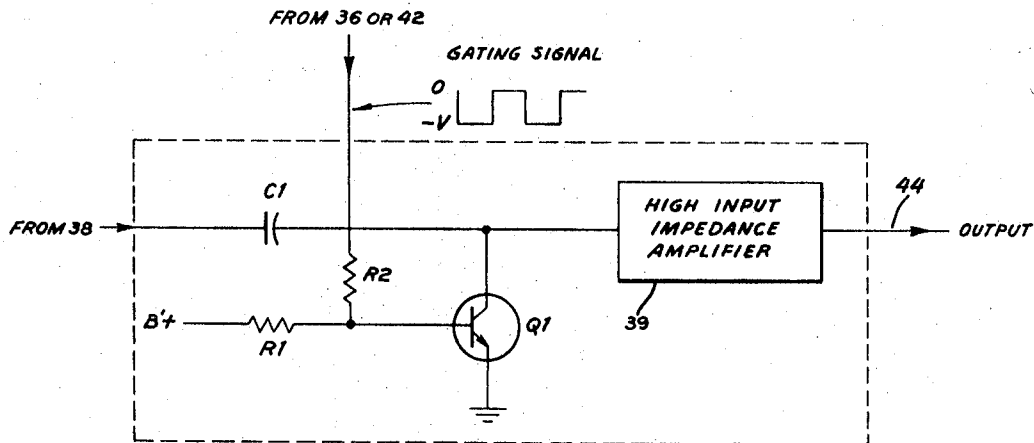 FROM 36 OR 42
GATING SIGNAL
0
-V
C1
44
FROM 38
HIGH INPUT
IMPEDANCE
AMPLIFIER
OUTPUT
R2
B'+
R1
Q1
39